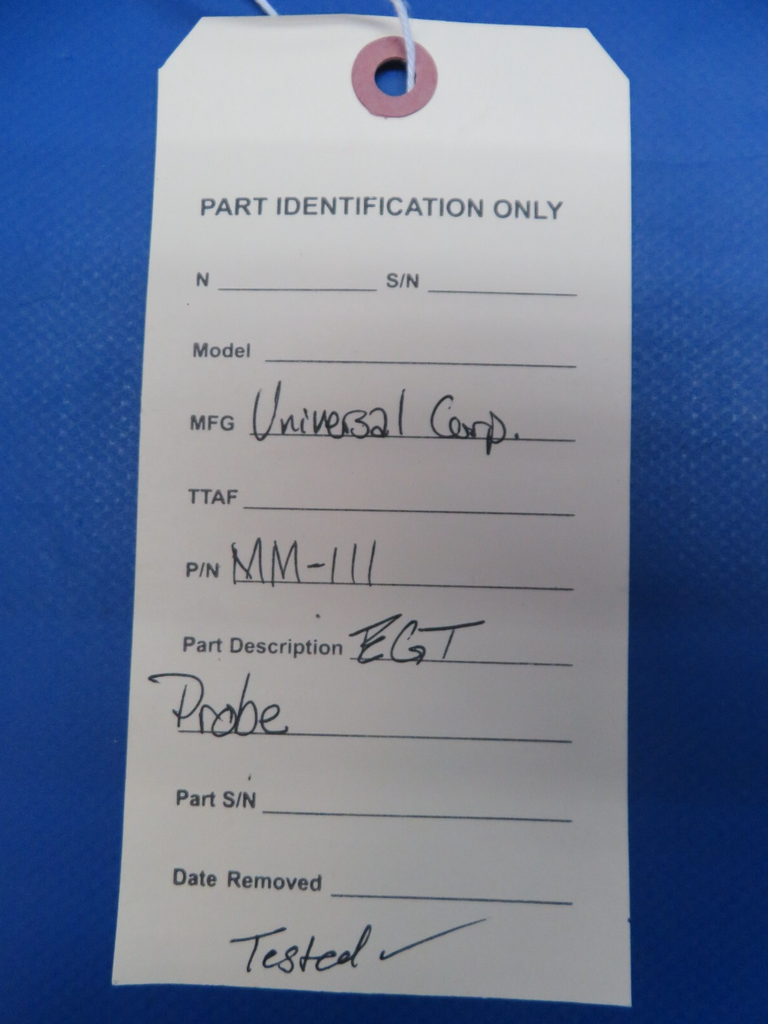 PART IDENTIFICATION ONLY
N S/N
Model
MFG Universal Corp.
TTAF
P/N MM-111
Part Description EGT
Probe
Part S/N
Date Removed
Tested ✓